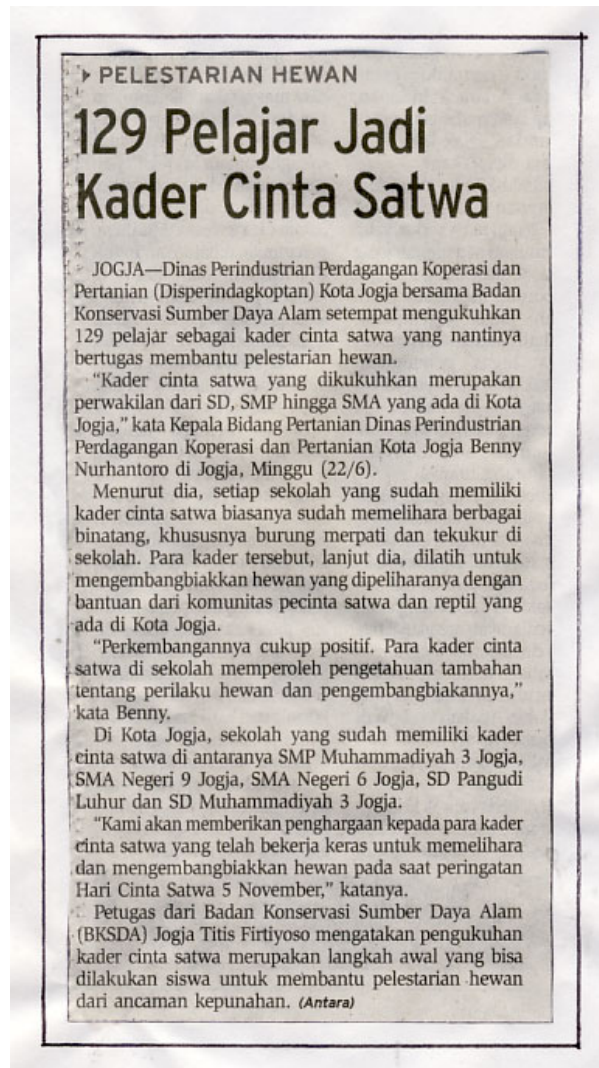 PELESTARIAN HEWAN
129 Pelajar Jadi
Kader Cinta Satwa
JOGJA—Dinas Perindustrian Perdagangan Koperasi dan
Pertanian (Disperindagkoptan) Kota Jogja bersama Badan
Konservasi Sumber Daya Alam setempat mengukuhkan
129 pelajar sebagai kader cinta satwa yang nantinya
bertugas membantu pelestarian hewan.
"Kader cinta satwa yang dikukuhkan merupakan
perwakilan dari SD, SMP hingga SMA yang ada di Kota
Jogja," kata Kepala Bidang Pertanian Dinas Perindustrian
Perdagangan Koperasi dan Pertanian Kota Jogja Benny
Nurhantoro di Jogja, Minggu (22/6).
Menurut dia, setiap sekolah yang sudah memiliki
kader cinta satwa biasanya sudah memelihara berbagai
binatang, khususnya burung merpati dan tekukur di
sekolah. Para kader tersebut, lanjut dia, dilatih untuk
mengembangbiakkan hewan yang dipeliharanya dengan
bantuan dari komunitas pecinta satwa dan reptil yang
ada di Kota Jogja.
"Perkembangannya cukup positif. Para kader cinta
satwa di sekolah memperoleh pengetahuan tambahan
tentang perilaku hewan dan pengembangbiakannya,"
kata Benny.
Di Kota Jogja, sekolah yang sudah memiliki kader
cinta satwa di antaranya SMP Muhammadiyah 3 Jogja,
SMA Negeri 9 Jogja, SMA Negeri 6 Jogja, SD Pangudi
Luhur dan SD Muhammadiyah 3 Jogja.
"Kami akan memberikan penghargaan kepada para kader
cinta satwa yang telah bekerja keras untuk memelihara
dan mengembangbiakkan hewan pada saat peringatan
Hari Cinta Satwa 5 November," katanya.
Petugas dari Badan Konservasi Sumber Daya Alam
(BKSDA) Jogja Titis Firtiyoso mengatakan pengukuhan
kader cinta satwa merupakan langkah awal yang bisa
dilakukan siswa untuk membantu pelestarian hewan
dari ancaman kepunahan. (Antara)